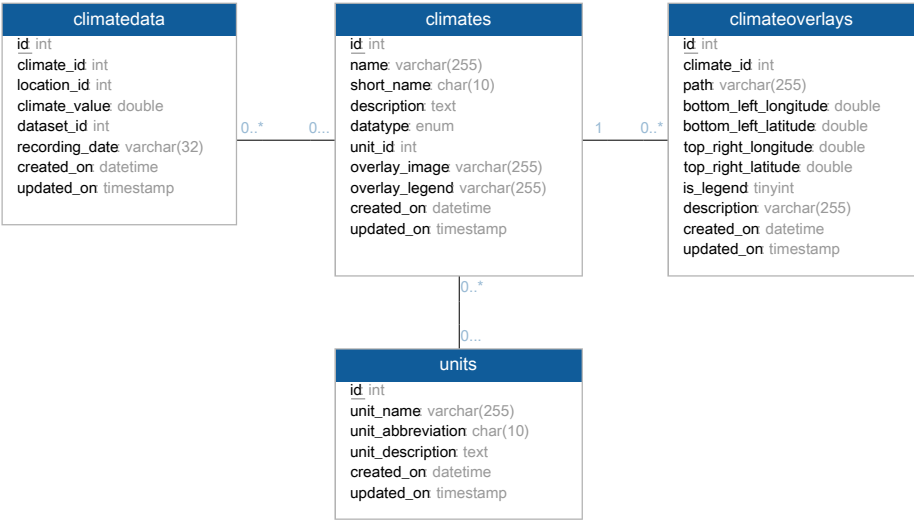 climatedata
id: int
climate_id: int
location_id: int
climate_value: double
dataset_id: int
recording_date: varchar(32)
created_on: datetime
updated_on: timestamp
0..*
0...
climates
id: int
name: varchar(255)
short_name: char(10)
description: text
datatype: enum
unit_id: int
overlay_image: varchar(255)
overlay_legend: varchar(255)
created_on: datetime
updated_on: timestamp
1
0..*
climateoverlays
id: int
climate_id: int
path: varchar(255)
bottom_left_longitude: double
bottom_left_latitude: double
top_right_longitude: double
top_right_latitude: double
is_legend: tinyint
description: varchar(255)
created_on: datetime
updated_on: timestamp
0..*
0...
units
id: int
unit_name: varchar(255)
unit_abbreviation: char(10)
unit_description: text
created_on: datetime
updated_on: timestamp